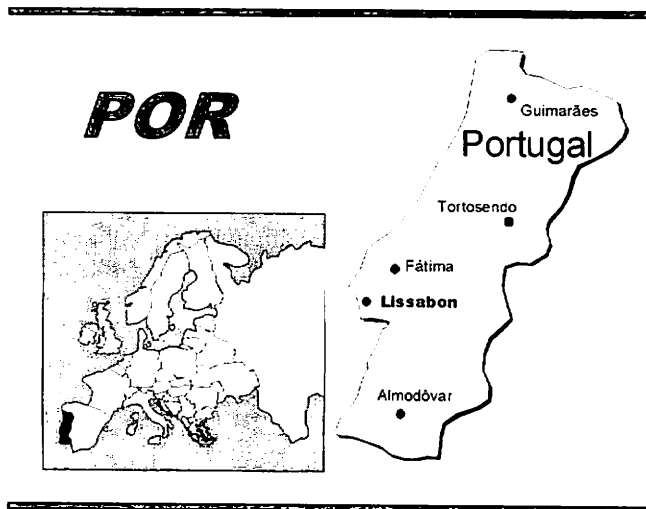 POR
Guimarães
Portugal
Tortosendo
Fátima
Lissabon
Almodôvar